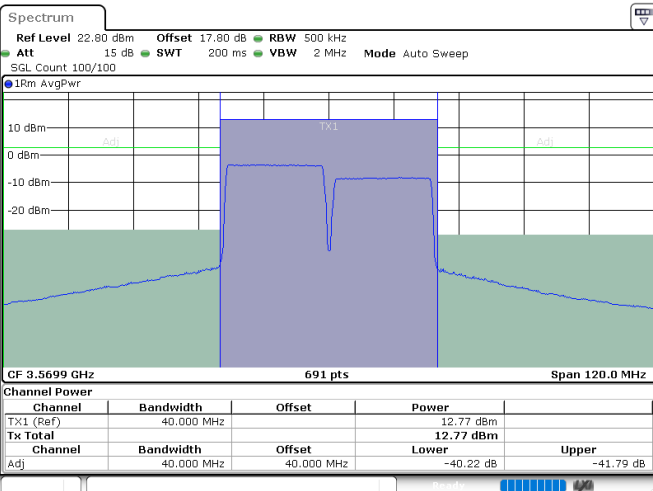 Spectrum
Ref Level 22.80 dBm Offset 17.80 dB RBW 500 kHz
Att 15 dB SWT 200 ms VBW 2 MHz Mode Auto Sweep
SGL Count 100/100
1Rm AvgPwr
TX1
10 dBm
Adj Adj
0 dBm
-10 dBm
-20 dBm
CF 3.5699 GHz 691 pts Span 120.0 MHz
Channel Power
Channel Bandwidth Offset Power
TX1 (Ref) 40.000 MHz 12.77 dBm
Tx Total 12.77 dBm
Channel Bandwidth Offset Lower Upper
Adj 40.000 MHz 40.000 MHz -40.22 dB -41.79 dB
Ready